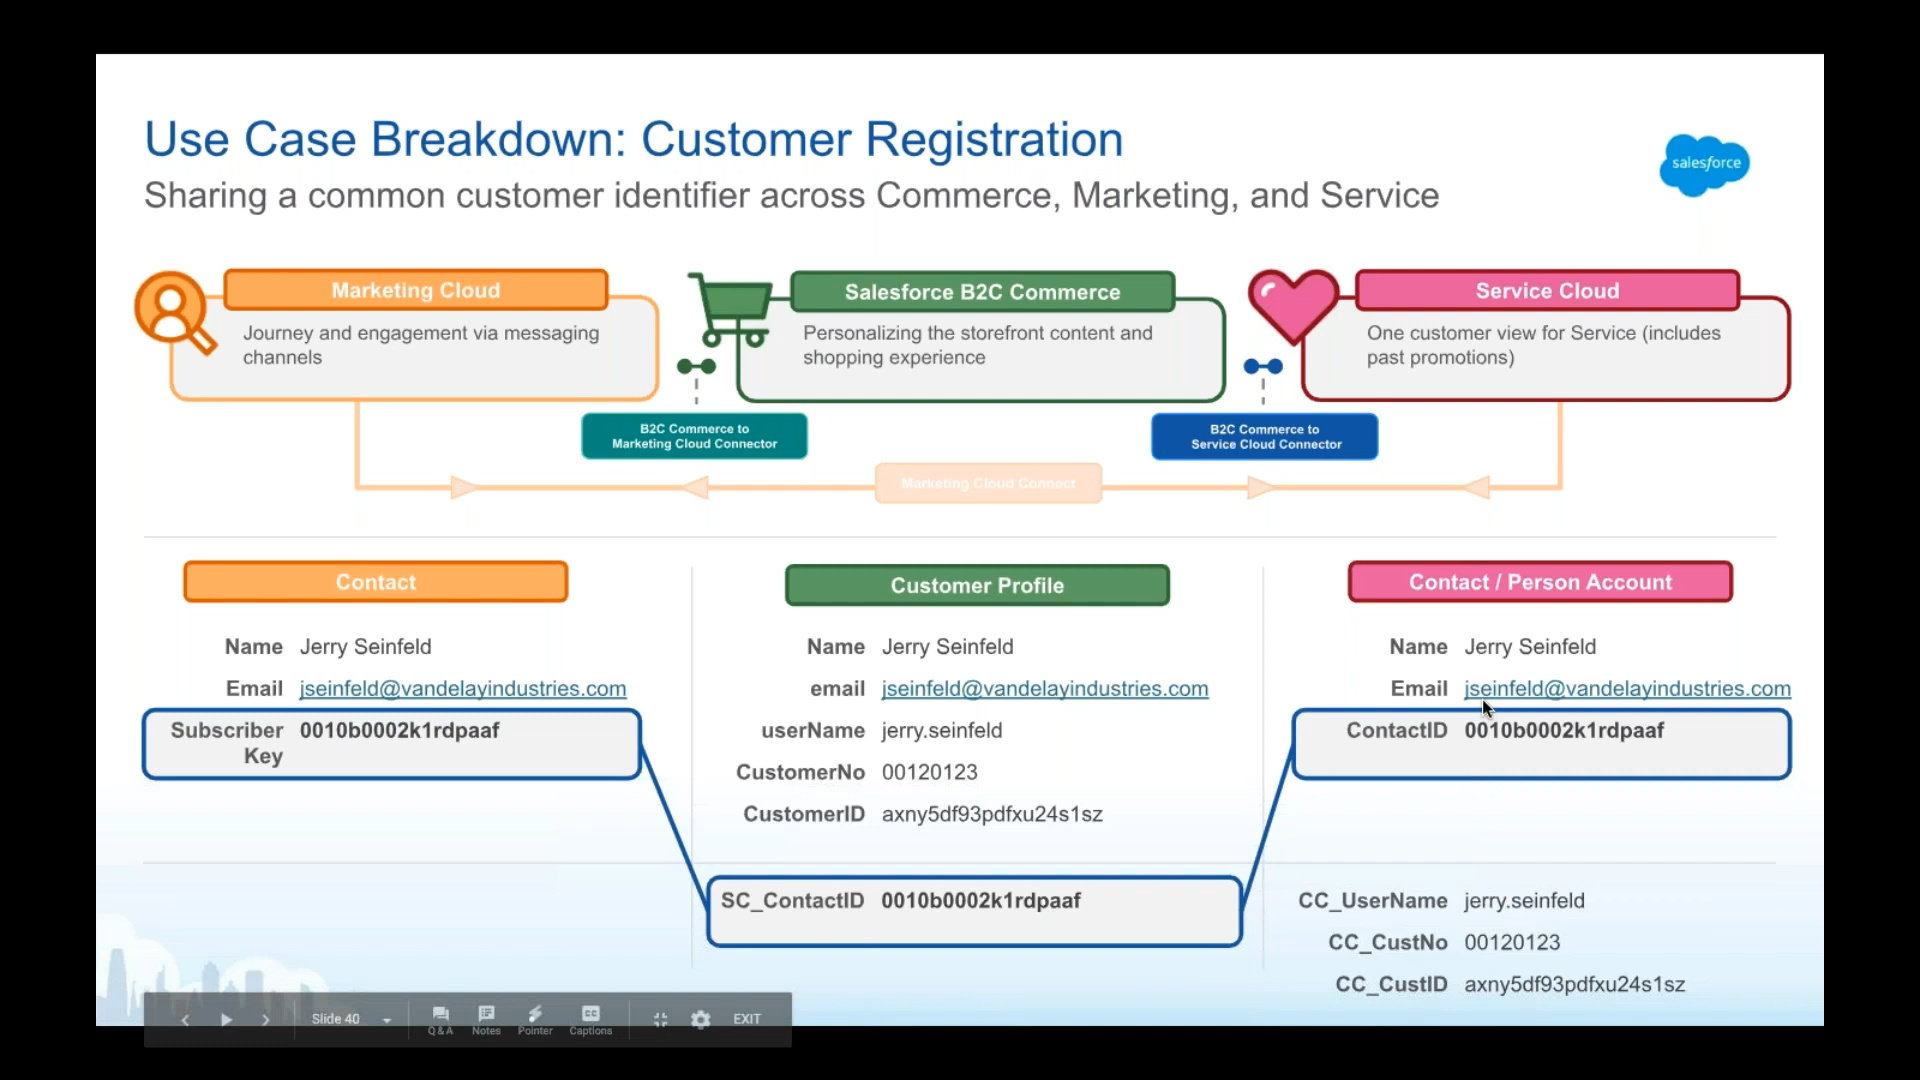 Use Case Breakdown: Customer Registration
Sharing a common customer identifier across Commerce, Marketing, and Service
salesforce
Marketing Cloud
Journey and engagement via messaging
channels
Salesforce B2C Commerce
Personalizing the storefront content and
shopping experience
Service Cloud
One customer view for Service (includes
past promotions)
B2C Commerce to
Marketing Cloud Connector
B2C Commerce to
Service Cloud Connector
Marketing Cloud Connect
Contact
Name Jerry Seinfeld
Email jseinfeld@vandelayindustries.com
Subscriber 0010b0002k1rdpaaf
Key
Customer Profile
Name Jerry Seinfeld
email jseinfeld@vandelayindustries.com
userName jerry.seinfeld
CustomerNo 00120123
CustomerID axny5df93pdfxu24s1sz
SC_ContactID 0010b0002k1rdpaaf
Contact / Person Account
Name Jerry Seinfeld
Email jseinfeld@vandelayindustries.com
ContactID 0010b0002k1rdpaaf
CC_UserName jerry.seinfeld
CC_CustNo 00120123
CC_CustID axny5df93pdfxu24s1sz
Slide 40
Q&A
Notes
Pointer
CC
Captions
EXIT